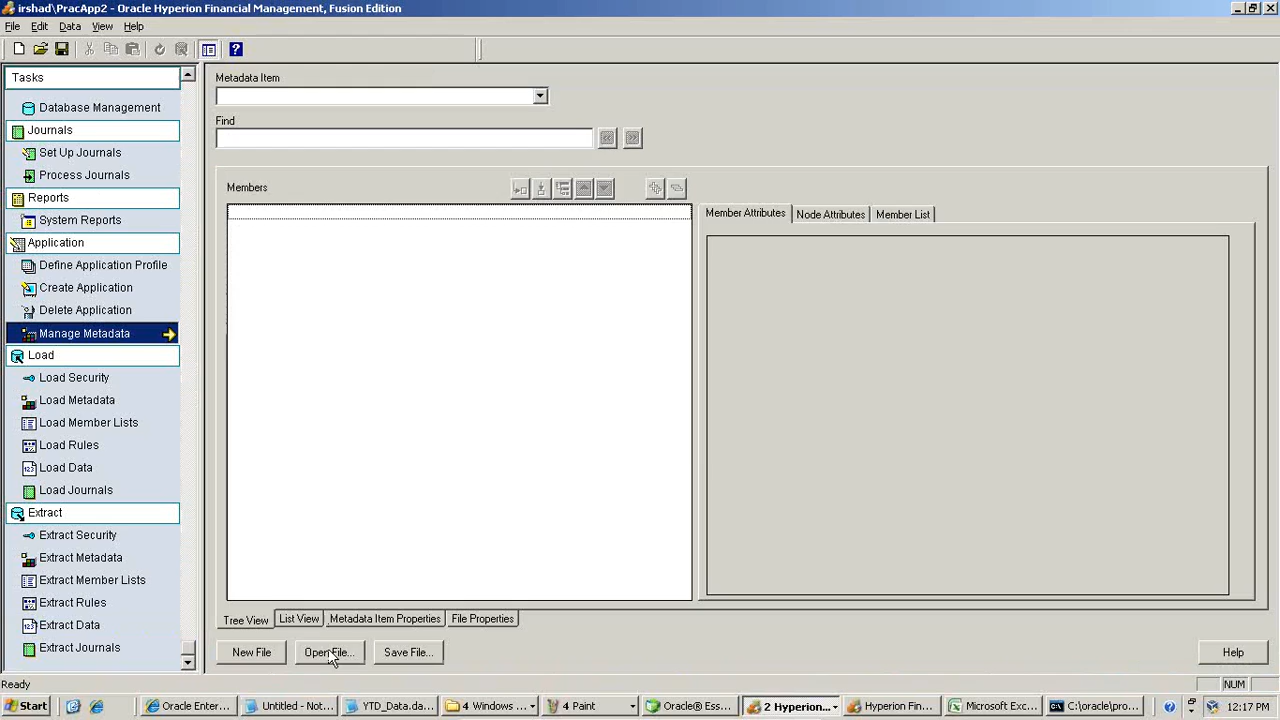 irshad\PracApp2 - Oracle Hyperion Financial Management, Fusion Edition
File Edit Data View Help
Tasks
Database Management
Journals
Set Up Journals
Process Journals
Reports
System Reports
Application
Define Application Profile
Create Application
Delete Application
Manage Metadata
Load
Load Security
Load Metadata
Load Member Lists
Load Rules
Load Data
Load Journals
Extract
Extract Security
Extract Metadata
Extract Member Lists
Extract Rules
Extract Data
Extract Journals
Metadata Item
Find
Members
Member Attributes Node Attributes Member List
Tree View List View Metadata Item Properties File Properties
New File Open File... Save File... Help
Ready NUM
Start Oracle Enter... Untitled - Not... YTD_Data.da... 4 Windows ... 4 Paint Oracle® Ess... 2 Hyperion... Hyperion Fin... Microsoft Exc... C:\oracle\pro... 12:17 PM